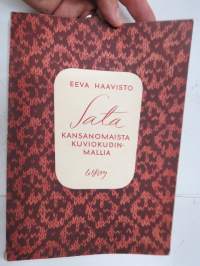 EEVA HAAVISTO
Sata
KANSANOMAISTA
KUVIOKUDIN-
MALLIA
WSOY